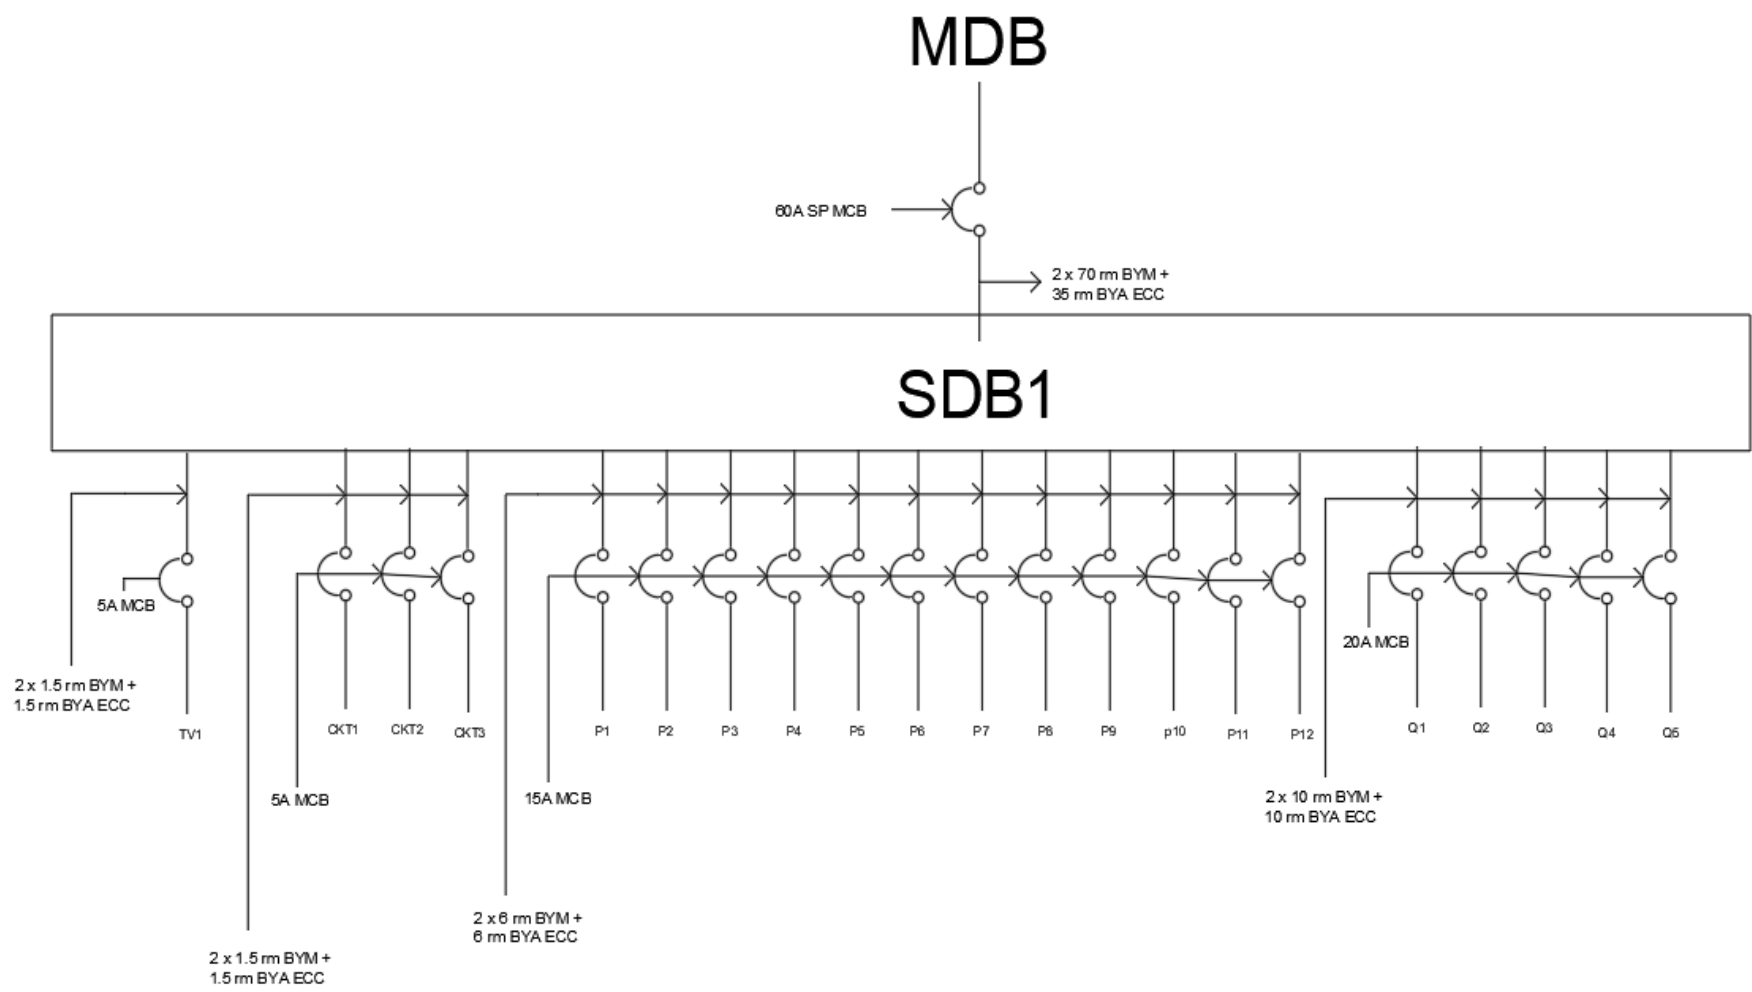 MDB
60A SP MCB
2 x 70 rm BYM +
35 rm BYA ECC
SDB1
5A MCB
2 x 1.5 rm BYM +
1.5 rm BYA ECC
TV1
CKT1
CKT2
CKT3
5A MCB
2 x 1.5 rm BYM +
1.5 rm BYA ECC
P1
P2
P3
P4
P5
P6
P7
P8
P9
p10
P11
P12
15A MCB
2 x 6 rm BYM +
6 rm BYA ECC
20A MCB
Q1
Q2
Q3
Q4
Q5
2 x 10 rm BYM +
10 rm BYA ECC